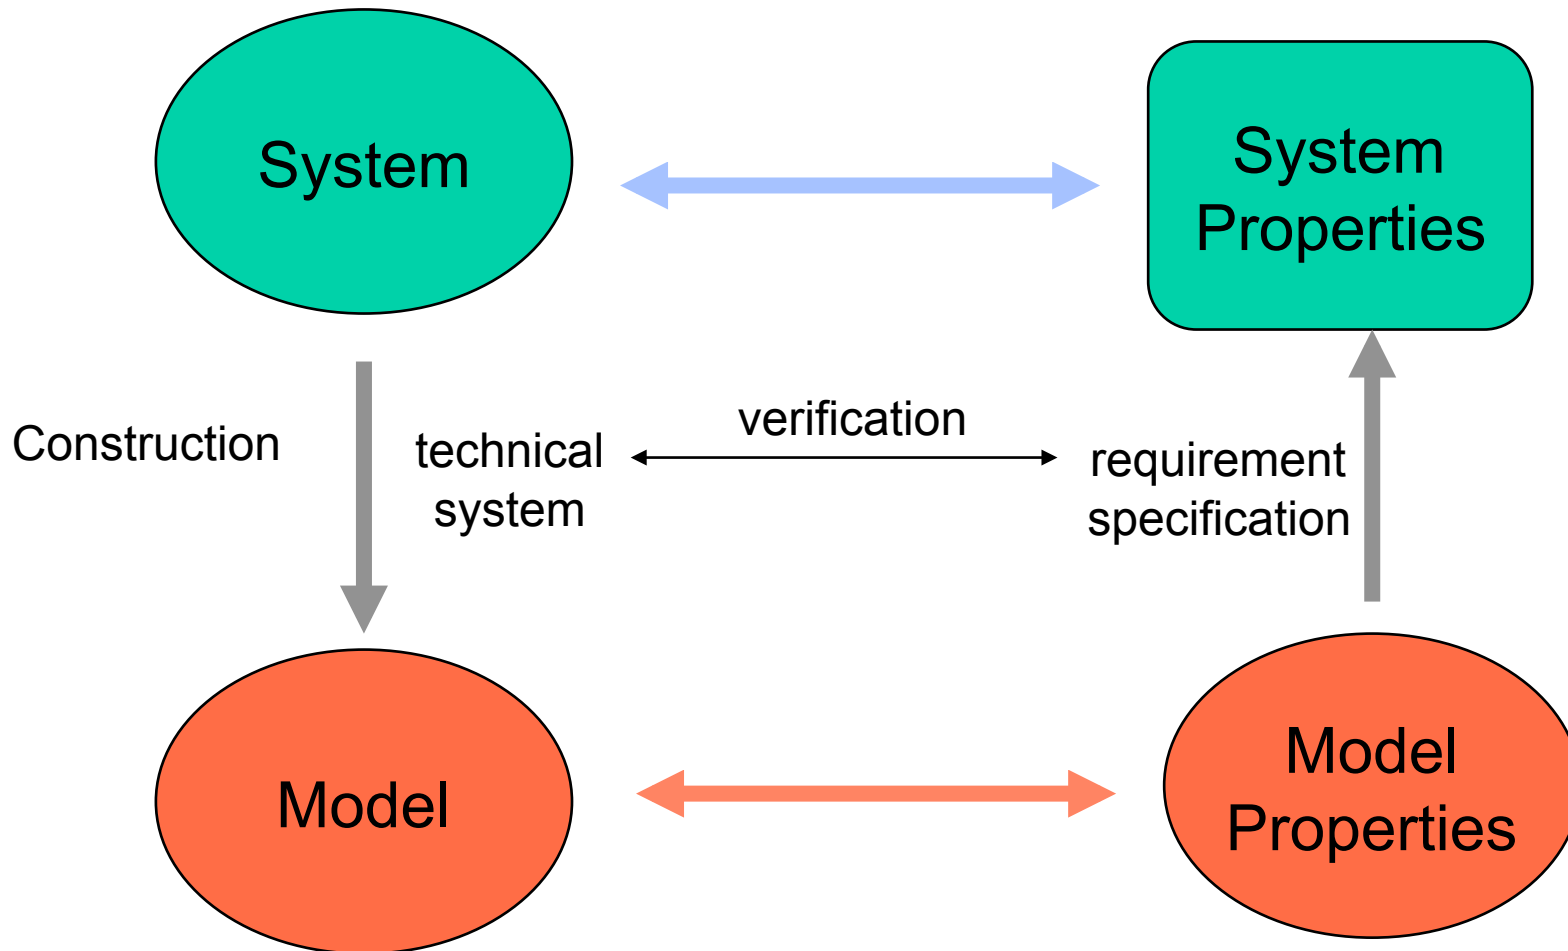 System
System
Properties
Construction
technical
system
verification
requirement
specification
Model
Model
Properties